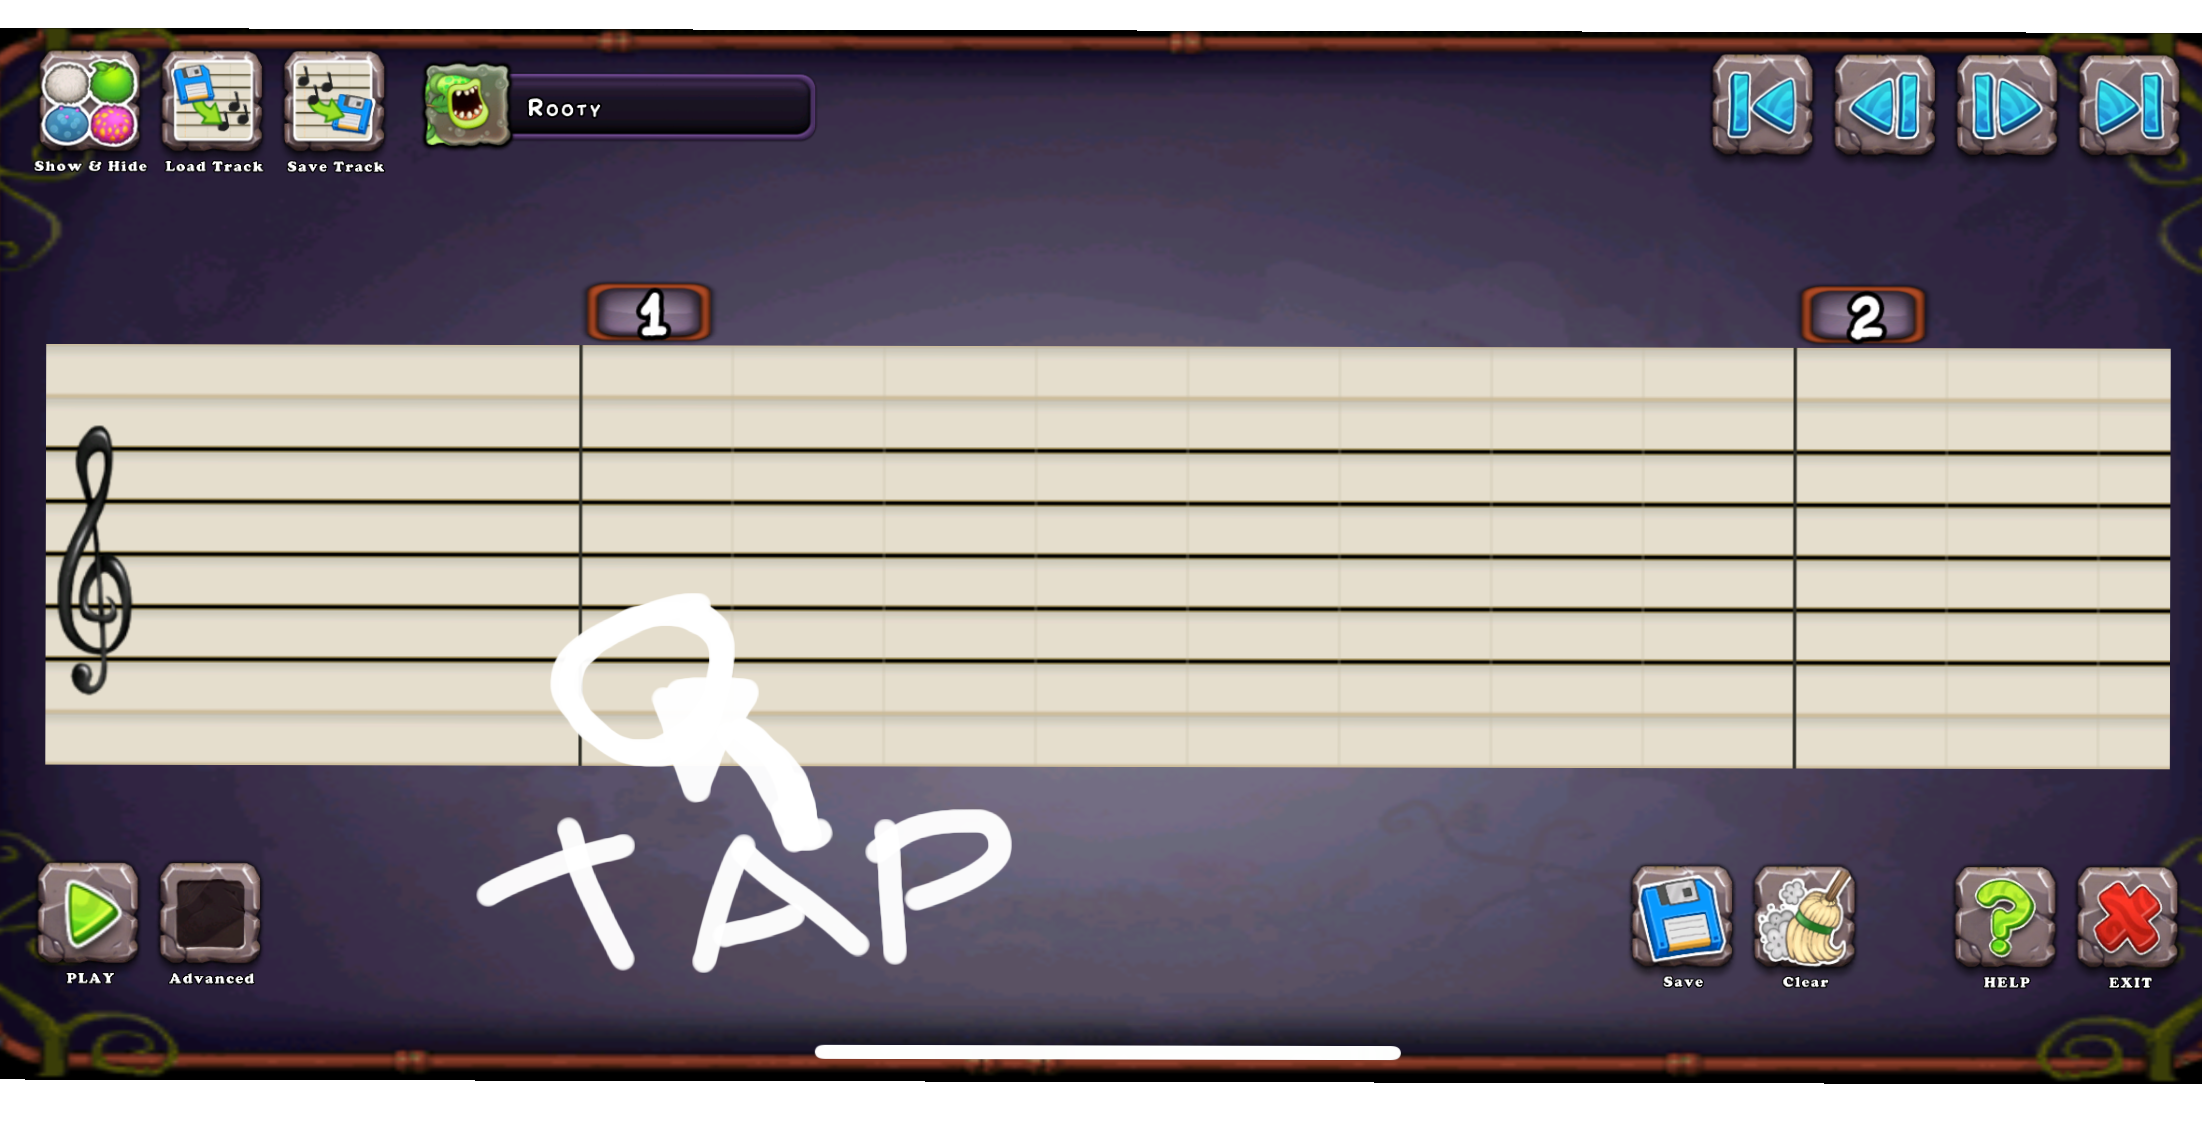 Rooty
Show & Hide Load Track Save Track
1 2
TAP
PLAY Advanced Save Clear HELP EXIT